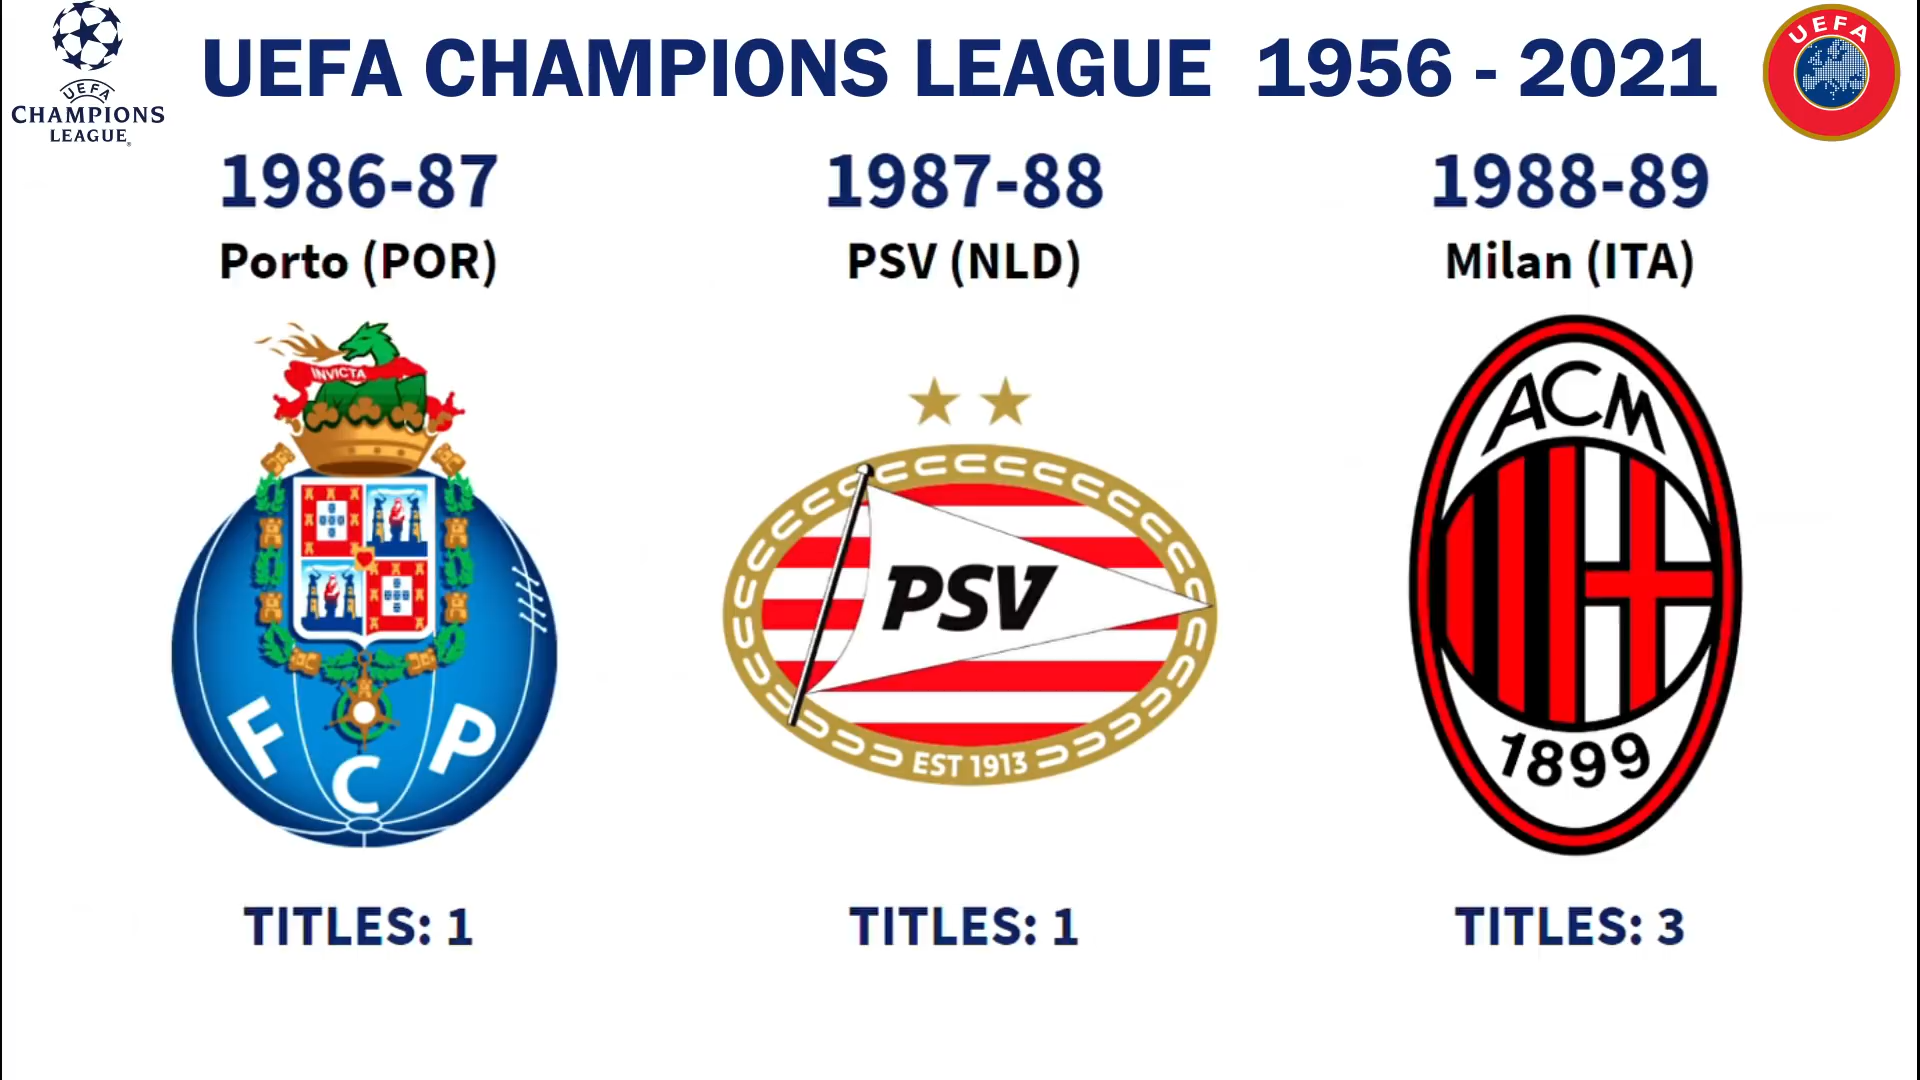 UEFA
CHAMPIONS
LEAGUE
UEFA CHAMPIONS LEAGUE 1956 - 2021
UEFA
1986-87
Porto (POR)
INVICTA
F C P
TITLES: 1
1987-88
PSV (NLD)
PSV
EST 1913
TITLES: 1
1988-89
Milan (ITA)
ACM
1899
TITLES: 3